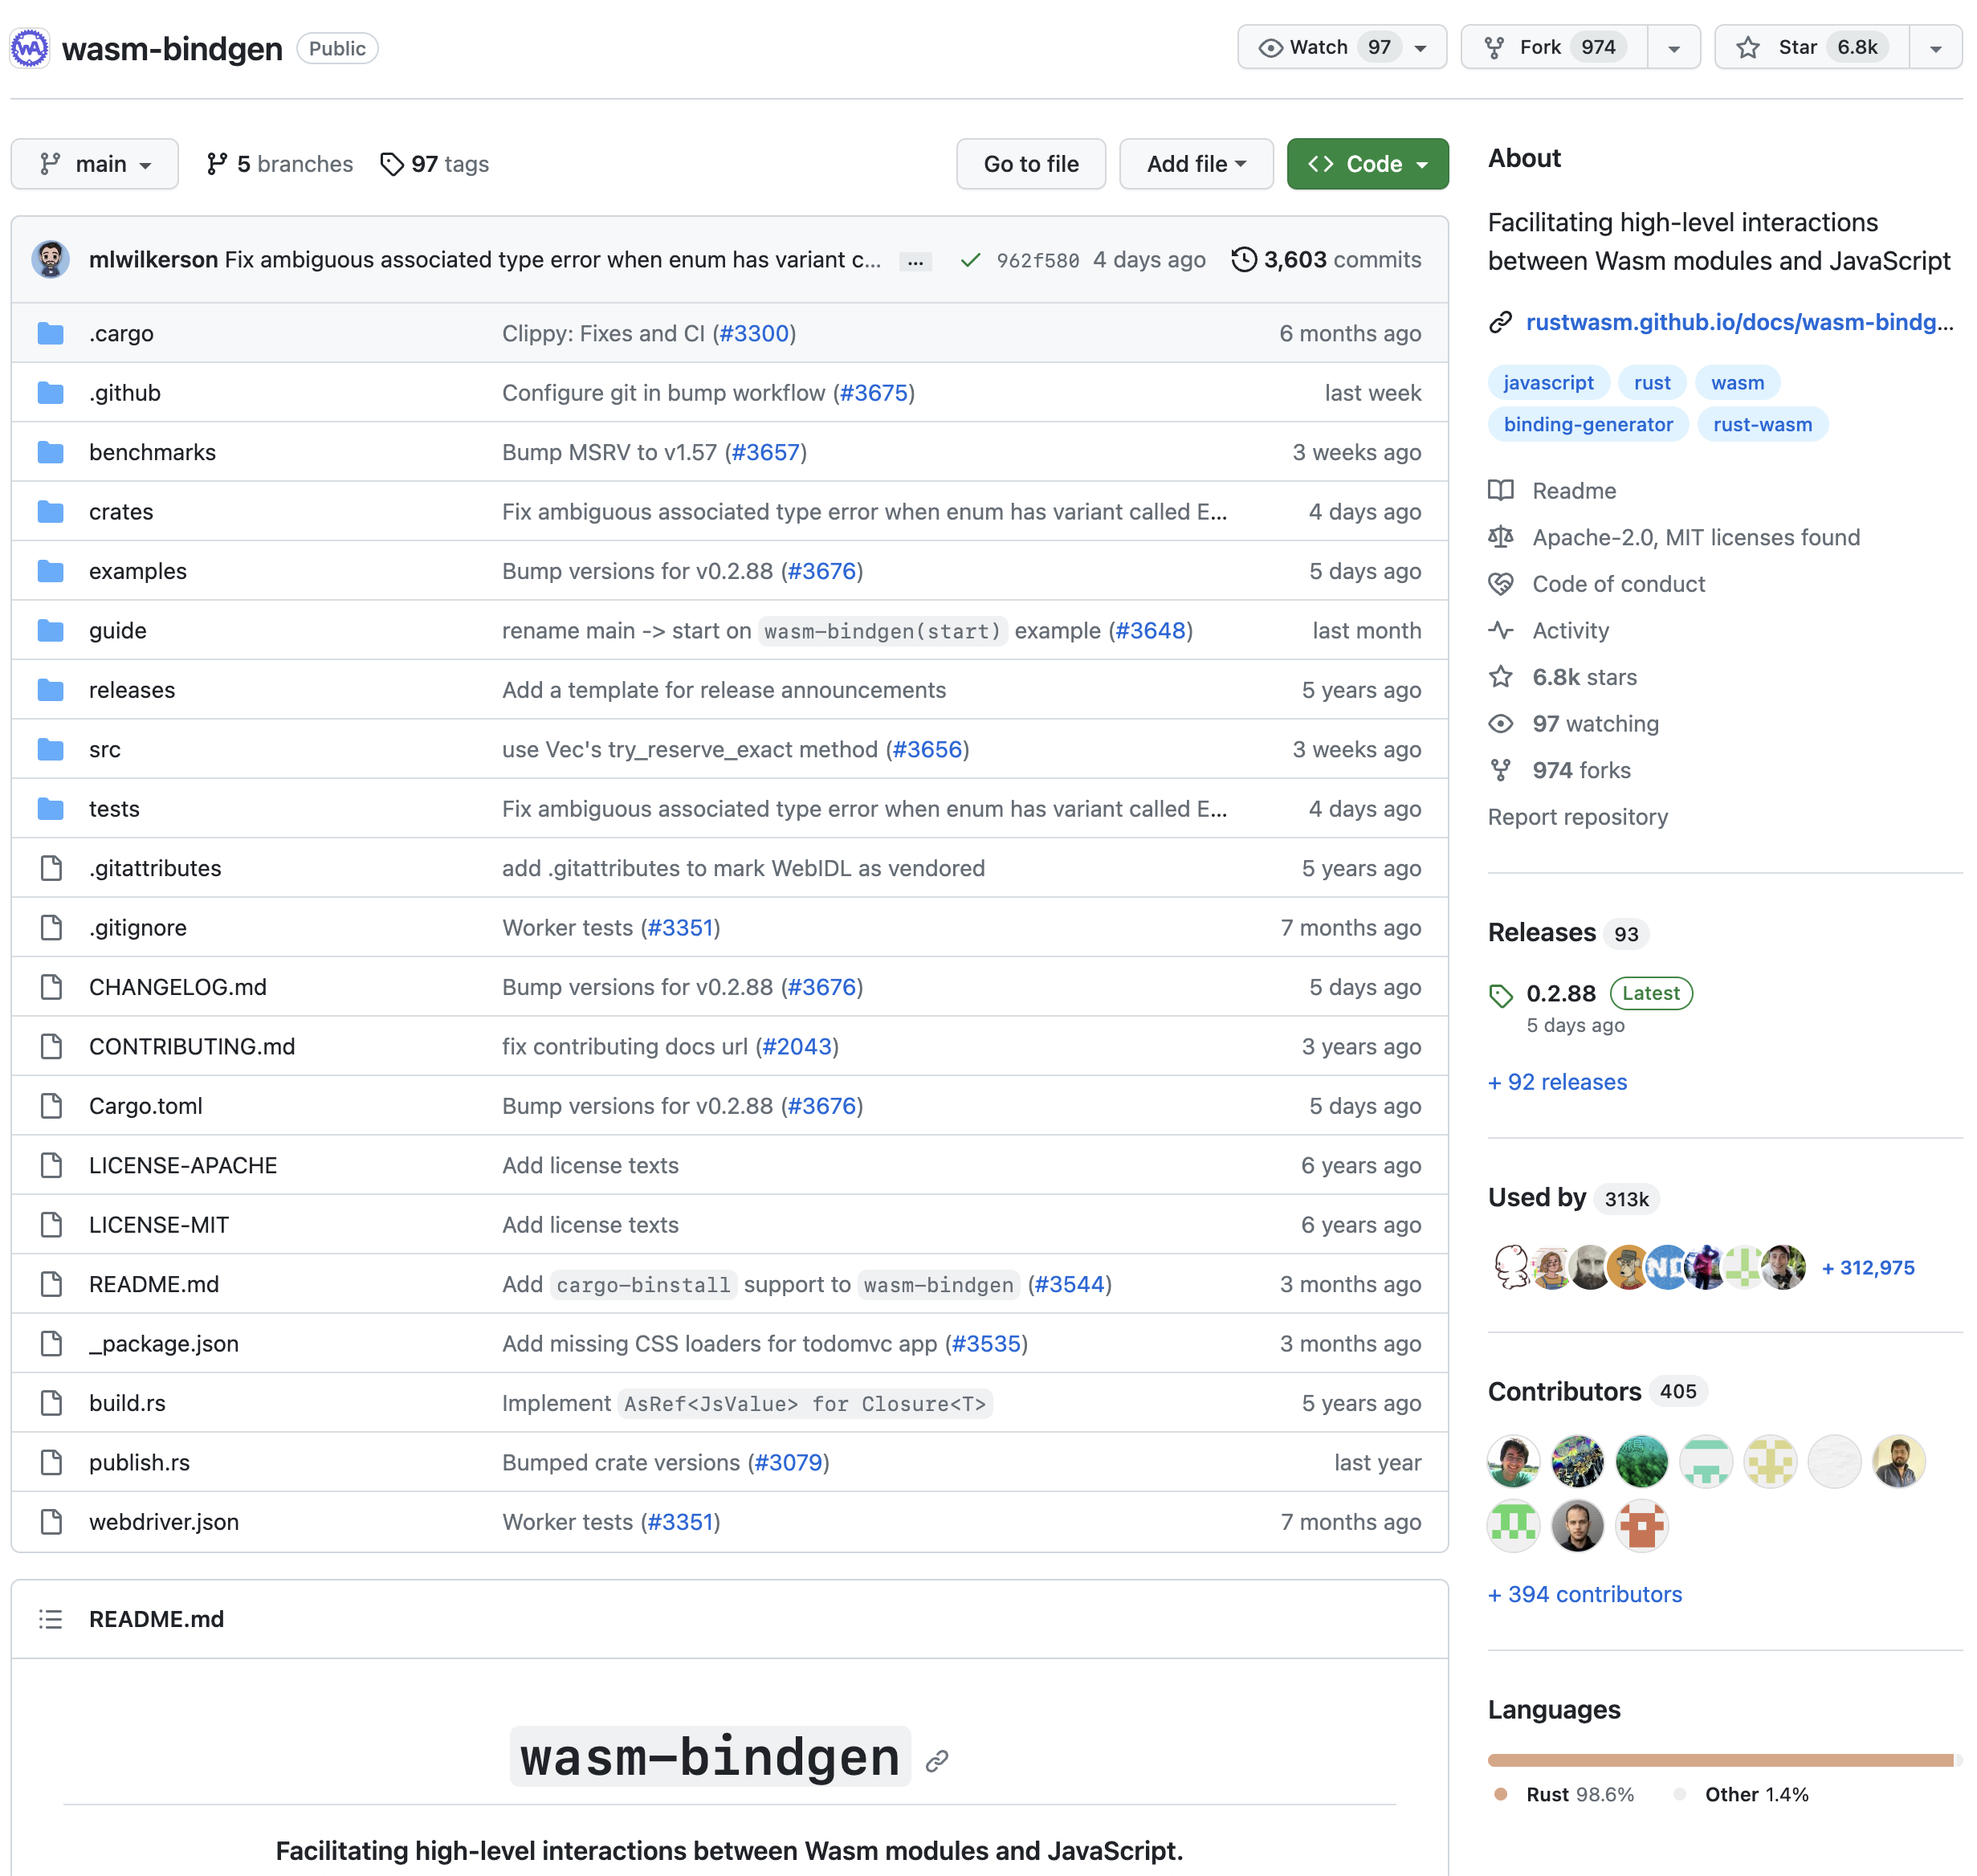 wasm-bindgen Public Watch 97 Fork 974 Star 6.8k
main 5 branches 97 tags Go to file Add file Code
mlwilkerson Fix ambiguous associated type error when enum has variant c... ... 962f580 4 days ago 3,603 commits
.cargo Clippy: Fixes and CI (#3300) 6 months ago
.github Configure git in bump workflow (#3675) last week
benchmarks Bump MSRV to v1.57 (#3657) 3 weeks ago
crates Fix ambiguous associated type error when enum has variant called E... 4 days ago
examples Bump versions for v0.2.88 (#3676) 5 days ago
guide rename main -> start on wasm-bindgen(start) example (#3648) last month
releases Add a template for release announcements 5 years ago
src use Vec's try_reserve_exact method (#3656) 3 weeks ago
tests Fix ambiguous associated type error when enum has variant called E... 4 days ago
.gitattributes add .gitattributes to mark WebIDL as vendored 5 years ago
.gitignore Worker tests (#3351) 7 months ago
CHANGELOG.md Bump versions for v0.2.88 (#3676) 5 days ago
CONTRIBUTING.md fix contributing docs url (#2043) 3 years ago
Cargo.toml Bump versions for v0.2.88 (#3676) 5 days ago
LICENSE-APACHE Add license texts 6 years ago
LICENSE-MIT Add license texts 6 years ago
README.md Add cargo-binstall support to wasm-bindgen (#3544) 3 months ago
_package.json Add missing CSS loaders for todomvc app (#3535) 3 months ago
build.rs Implement AsRef<JsValue> for Closure<T> 5 years ago
publish.rs Bumped crate versions (#3079) last year
webdriver.json Worker tests (#3351) 7 months ago
README.md
wasm-bindgen
Facilitating high-level interactions between Wasm modules and JavaScript.
About
Facilitating high-level interactions
between Wasm modules and JavaScript
rustwasm.github.io/docs/wasm-bindg...
javascript rust wasm
binding-generator rust-wasm
Readme
Apache-2.0, MIT licenses found
Code of conduct
Activity
6.8k stars
97 watching
974 forks
Report repository
Releases 93
0.2.88 Latest
5 days ago
+ 92 releases
Used by 313k
+ 312,975
Contributors 405
+ 394 contributors
Languages
Rust 98.6% Other 1.4%